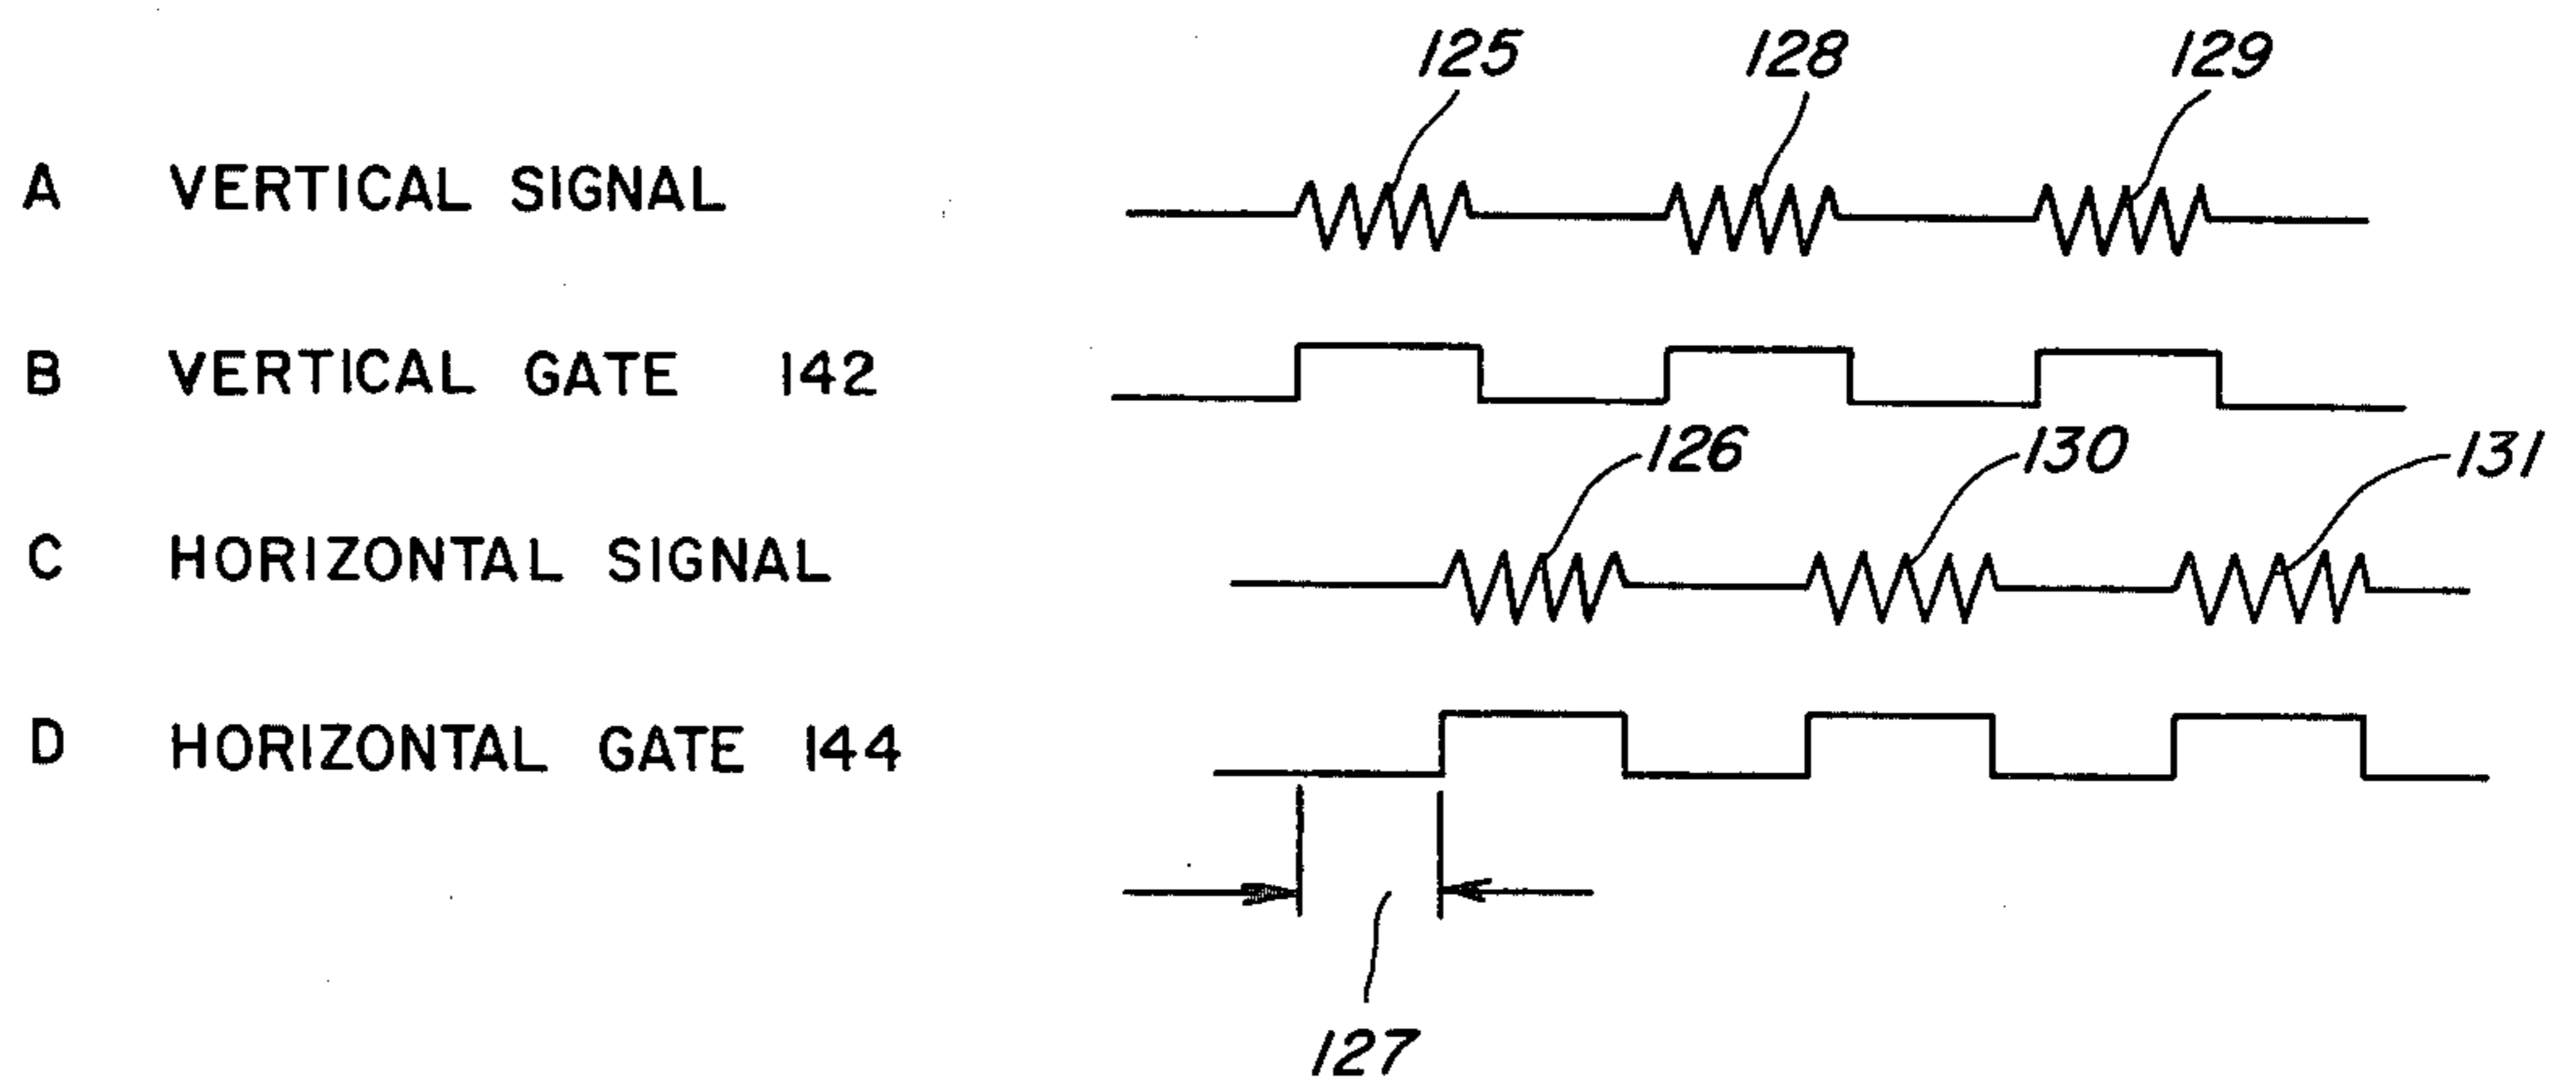 125 128 129
A VERTICAL SIGNAL
B VERTICAL GATE 142
126 130 131
C HORIZONTAL SIGNAL
D HORIZONTAL GATE 144
127